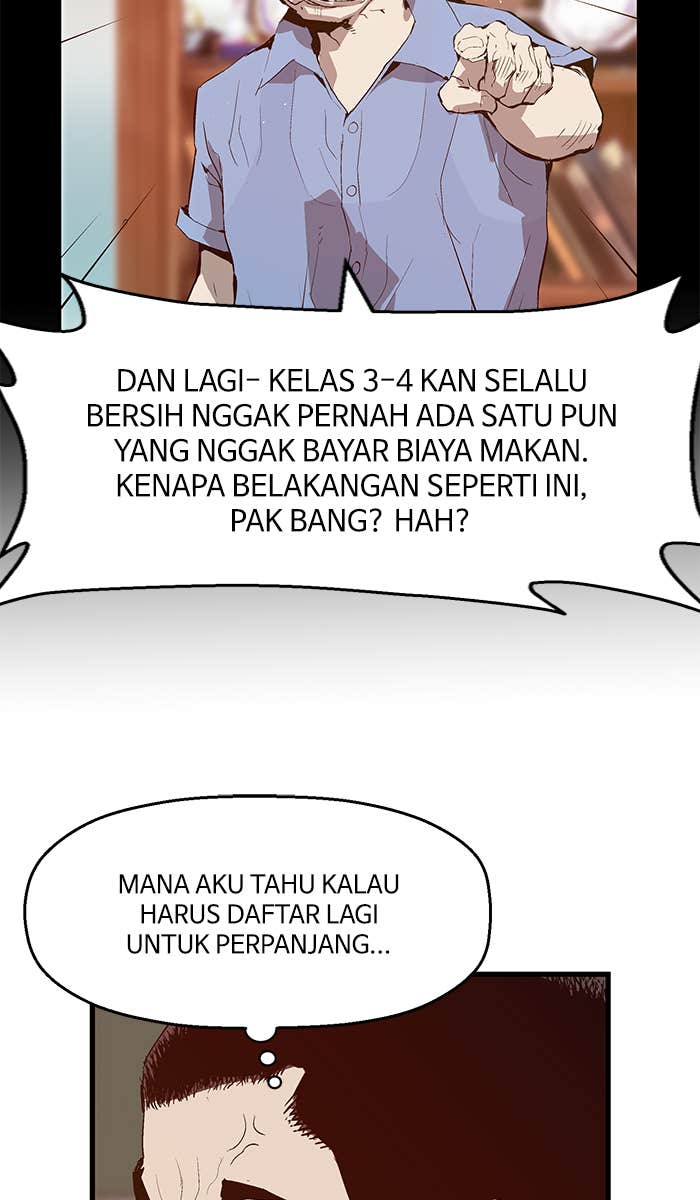 DAN LAGI- KELAS 3-4 KAN SELALU
BERSIH NGGAK PERNAH ADA SATU PUN
YANG NGGAK BAYAR BIAYA MAKAN.
KENAPA BELAKANGAN SEPERTI INI,
PAK BANG? HAH?
MANA AKU TAHU KALAU
HARUS DAFTAR LAGI
UNTUK PERPANJANG...